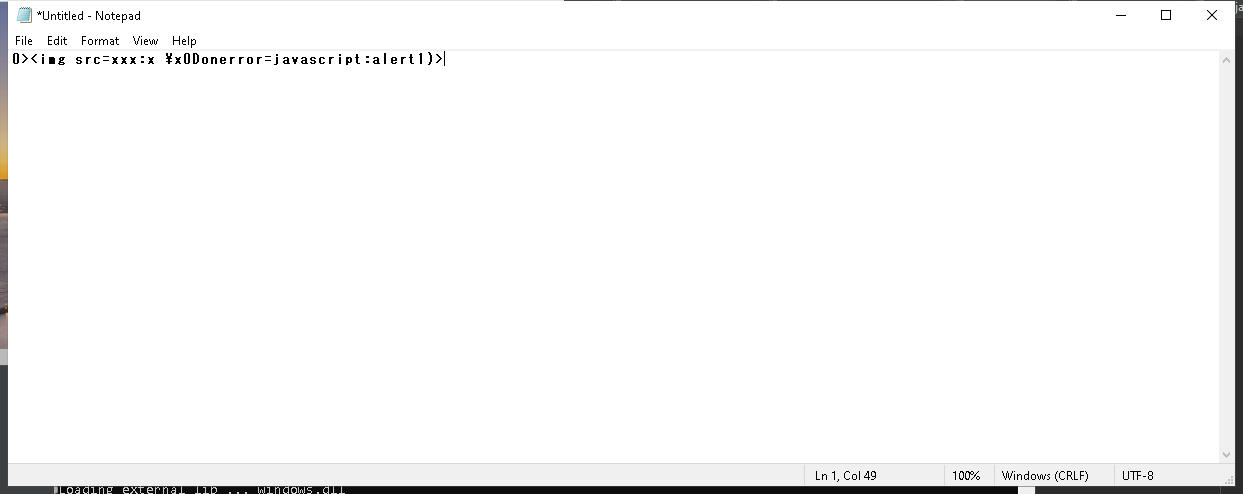 *Untitled - Notepad
File Edit Format View Help
0><img src=xxx:x ¥x0Donerror=javascript:alert1)>
Ln 1, Col 49 100% Windows (CRLF) UTF-8
Loading external lib ... windows.dll